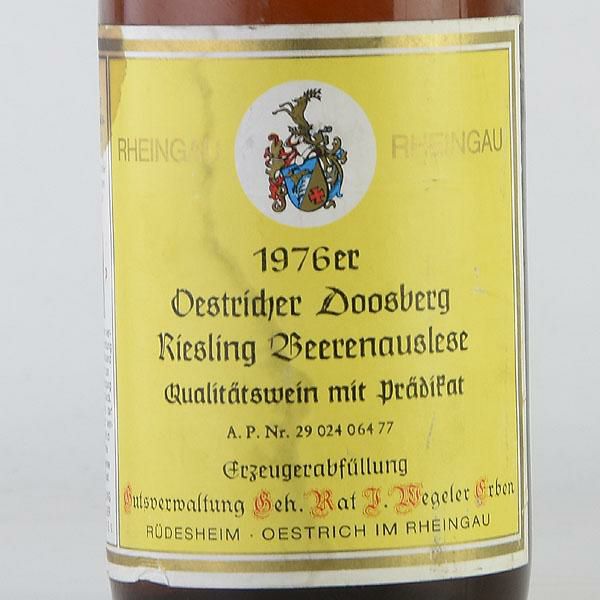 RHEINGAU RHEINGAU
1976er
Oestricher Doosberg
Riesling Beerenauslese
Qualitätswein mit Prädikat
A. P. Nr. 29 024 064 77
Erzeugerabfüllung
Gutsverwaltung Geh. Rat J. Wegeler Erben
RÜDESHEIM · OESTRICH IM RHEINGAU